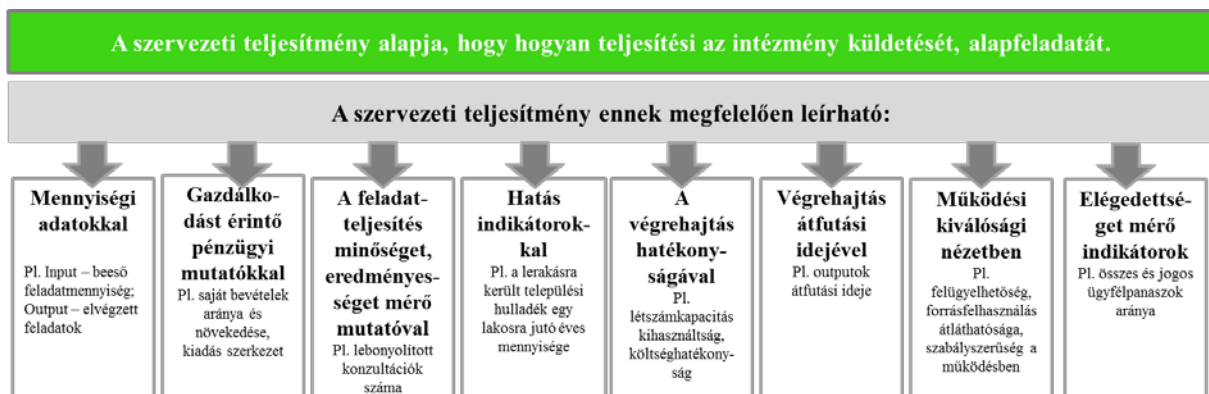 A szervezeti teljesítmény alapja, hogy hogyan teljesítési az intézmény küldetését, alapfeladatát.
A szervezeti teljesítmény ennek megfelelően leírható:
Mennyiségi
adatokkal
Pl. Input – beeső
feladatmennyiség;
Output – elvégzett
feladatok
Gazdálko-
dást érintő
pénzügyi
mutatókkal
Pl. saját bevételek
aránya és
növekedése,
kiadás szerkezet
A feladat-
teljesítés
minőséget,
eredményes-
séget mérő
mutatóval
Pl. lebonyolított
konzultációk
száma
Hatás
indikátorok-
kal
Pl. a lerakásra
került települési
hulladék egy
lakosra jutó éves
mennyisége
A
végrehajtás
hatékony-
ságával
Pl.
létszámkapacitás
kihasználtság,
költséghatékony-
ság
Végrehajtás
átfutási
idejével
Pl. outputok
átfutási ideje
Működési
kiválósági
nézetben
Pl.
felügyelhetőség,
forrásfelhasználás
átláthatósága,
szabályszerűség a
működésben
Elégedettsé-
get mérő
indikátorok
Pl. összes és jogos
ügyfélpanaszok
aránya